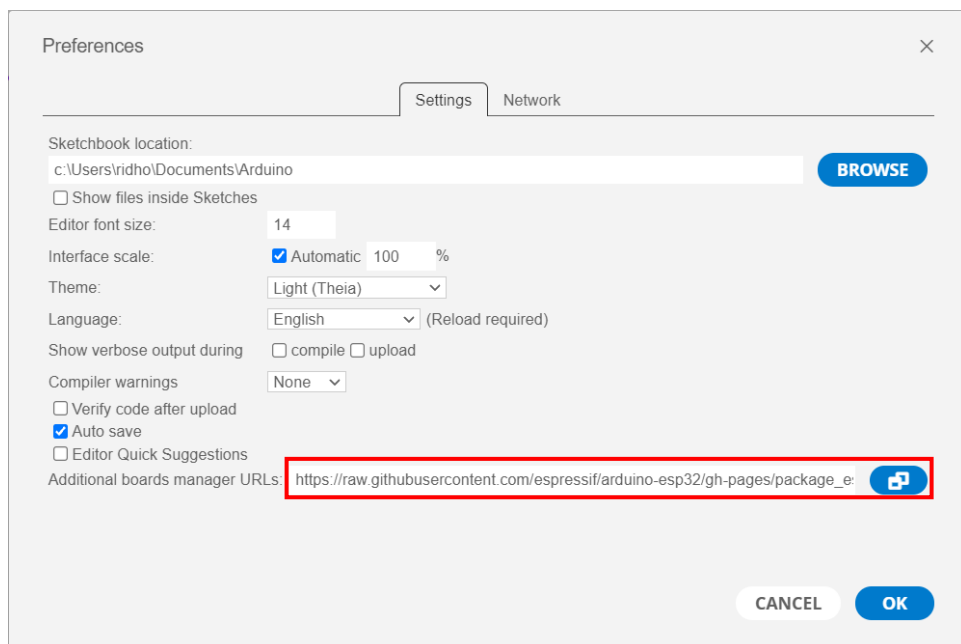 Preferences
Settings Network
Sketchbook location:
c:\Users\ridho\Documents\Arduino BROWSE
Show files inside Sketches
Editor font size: 14
Interface scale: Automatic 100 %
Theme: Light (Theia)
Language: English (Reload required)
Show verbose output during compile upload
Compiler warnings None
Verify code after upload
Auto save
Editor Quick Suggestions
Additional boards manager URLs: https://raw.githubusercontent.com/espressif/arduino-esp32/gh-pages/package_e
CANCEL OK